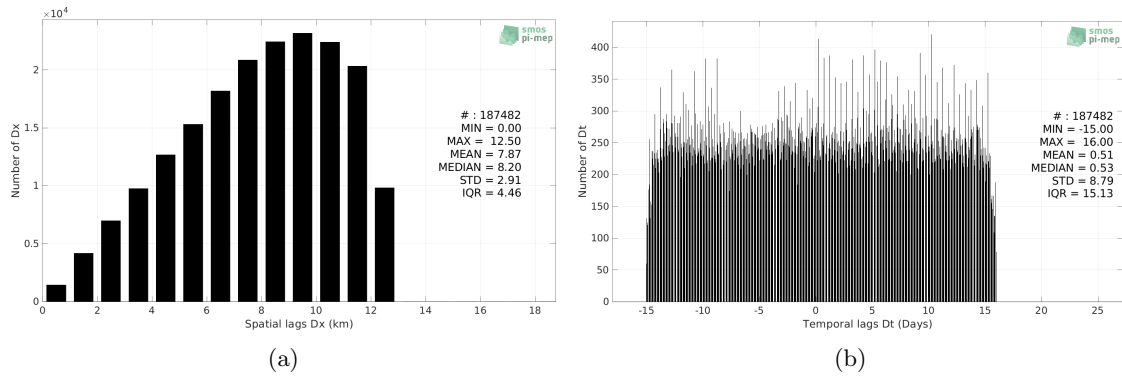 ×10⁴
2
1.5
1
0.5
0
0 2 4 6 8 10 12 14 16 18
Number of Dx
Spatial lags Dx (km)
smos
pi-mep
# : 187482
MIN = 0.00
MAX = 12.50
MEAN = 7.87
MEDIAN = 8.20
STD = 2.91
IQR = 4.46
(a)
400
350
300
250
200
150
100
50
0
-15 -10 -5 0 5 10 15 20 25
Number of Dt
Temporal lags Dt (Days)
smos
pi-mep
# : 187482
MIN = -15.00
MAX = 16.00
MEAN = 0.51
MEDIAN = 0.53
STD = 8.79
IQR = 15.13
(b)